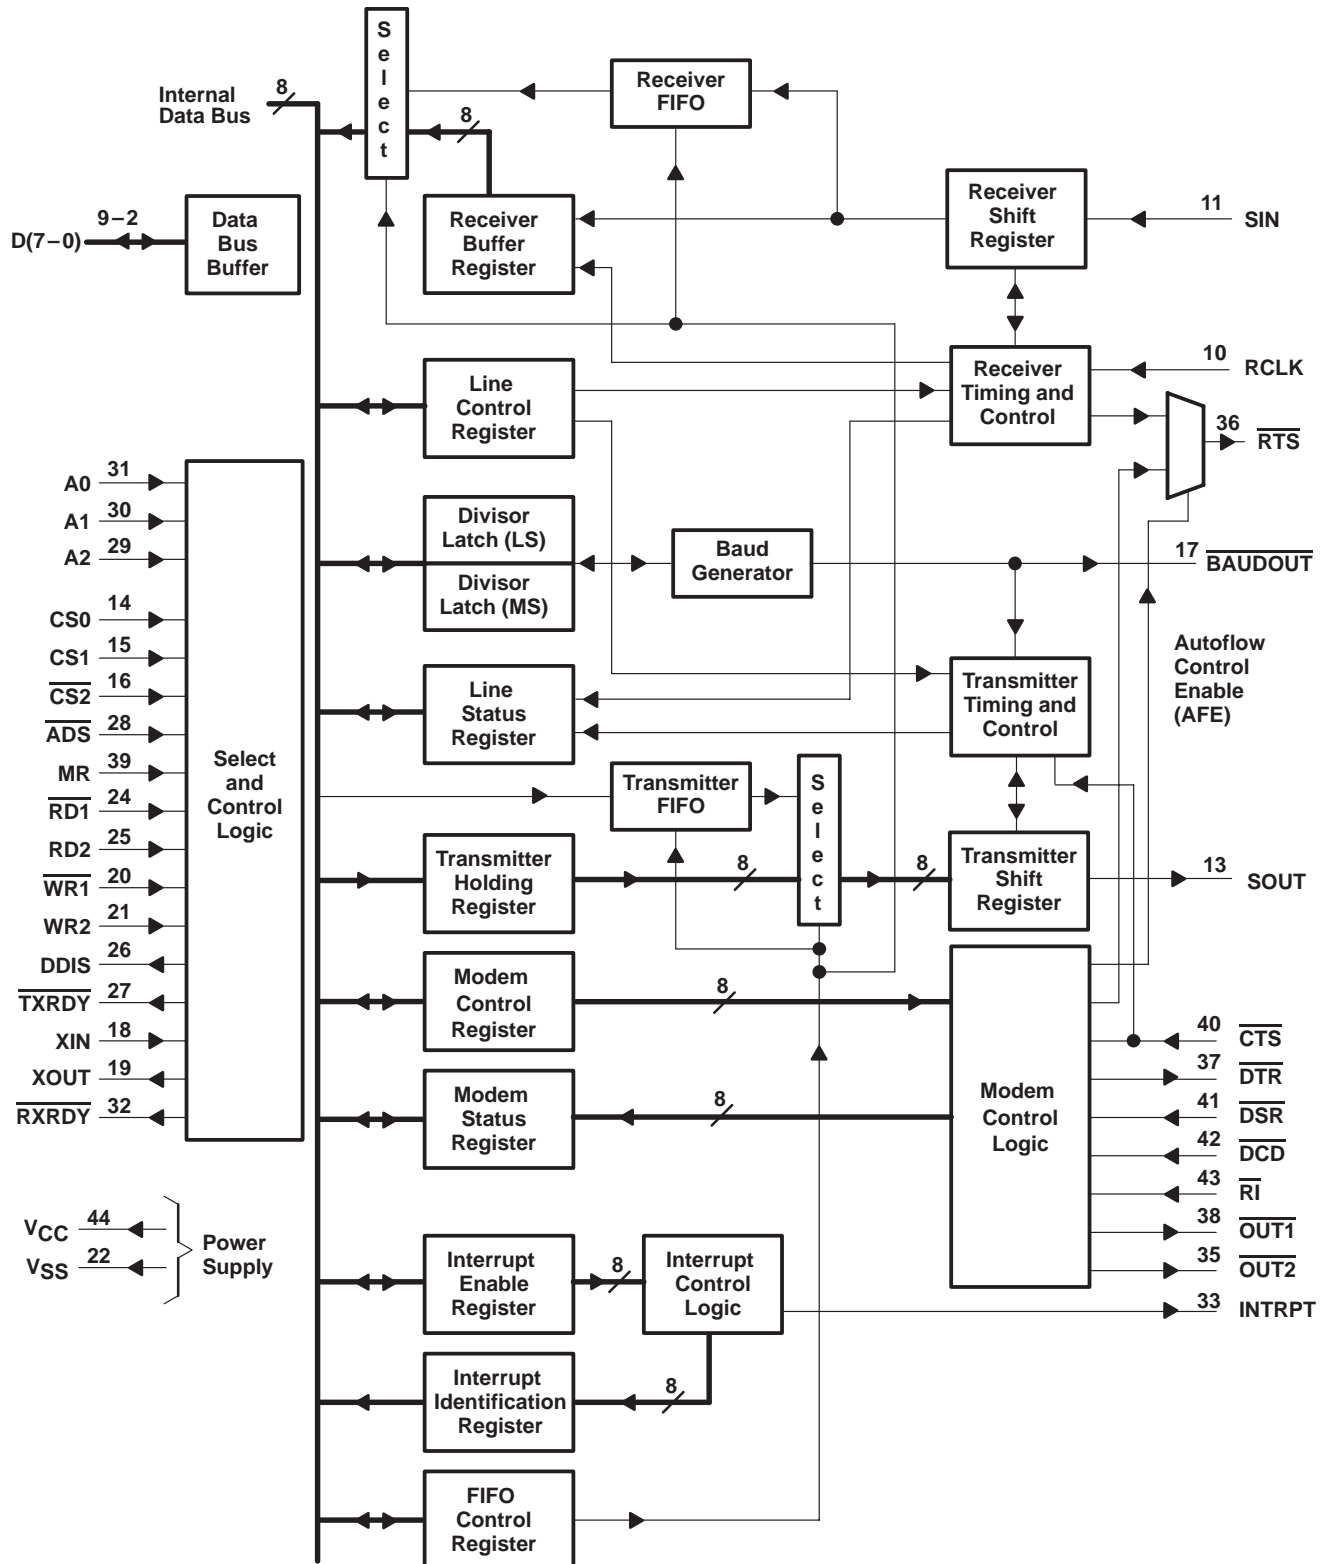 S
e
l
e
c
t
Internal
Data Bus
8
8
Receiver
FIFO
9–2
D(7–0)
Data
Bus
Buffer
Receiver
Buffer
Register
Receiver
Shift
Register
11
SIN
Line
Control
Register
Receiver
Timing and
Control
10
RCLK
36
RTS
A0
31
A1
30
A2
29
CS0
14
CS1
15
CS2
16
ADS
28
MR
39
RD1
24
RD2
25
WR1
20
WR2
21
DDIS
26
TXRDY
27
XIN
18
XOUT
19
RXRDY
32
Select
and
Control
Logic
Divisor
Latch (LS)
Divisor
Latch (MS)
Baud
Generator
17
BAUDOUT
Line
Status
Register
Transmitter
Timing and
Control
Autoflow
Control
Enable
(AFE)
Transmitter
FIFO
S
e
l
e
c
t
Transmitter
Holding
Register
8
8
Transmitter
Shift
Register
13
SOUT
Modem
Control
Register
8
Modem
Status
Register
8
Modem
Control
Logic
40
CTS
37
DTR
41
DSR
42
DCD
43
RI
38
OUT1
35
OUT2
33
INTRPT
VCC
44
VSS
22
Power
Supply
Interrupt
Enable
Register
8
Interrupt
Control
Logic
Interrupt
Identification
Register
8
FIFO
Control
Register